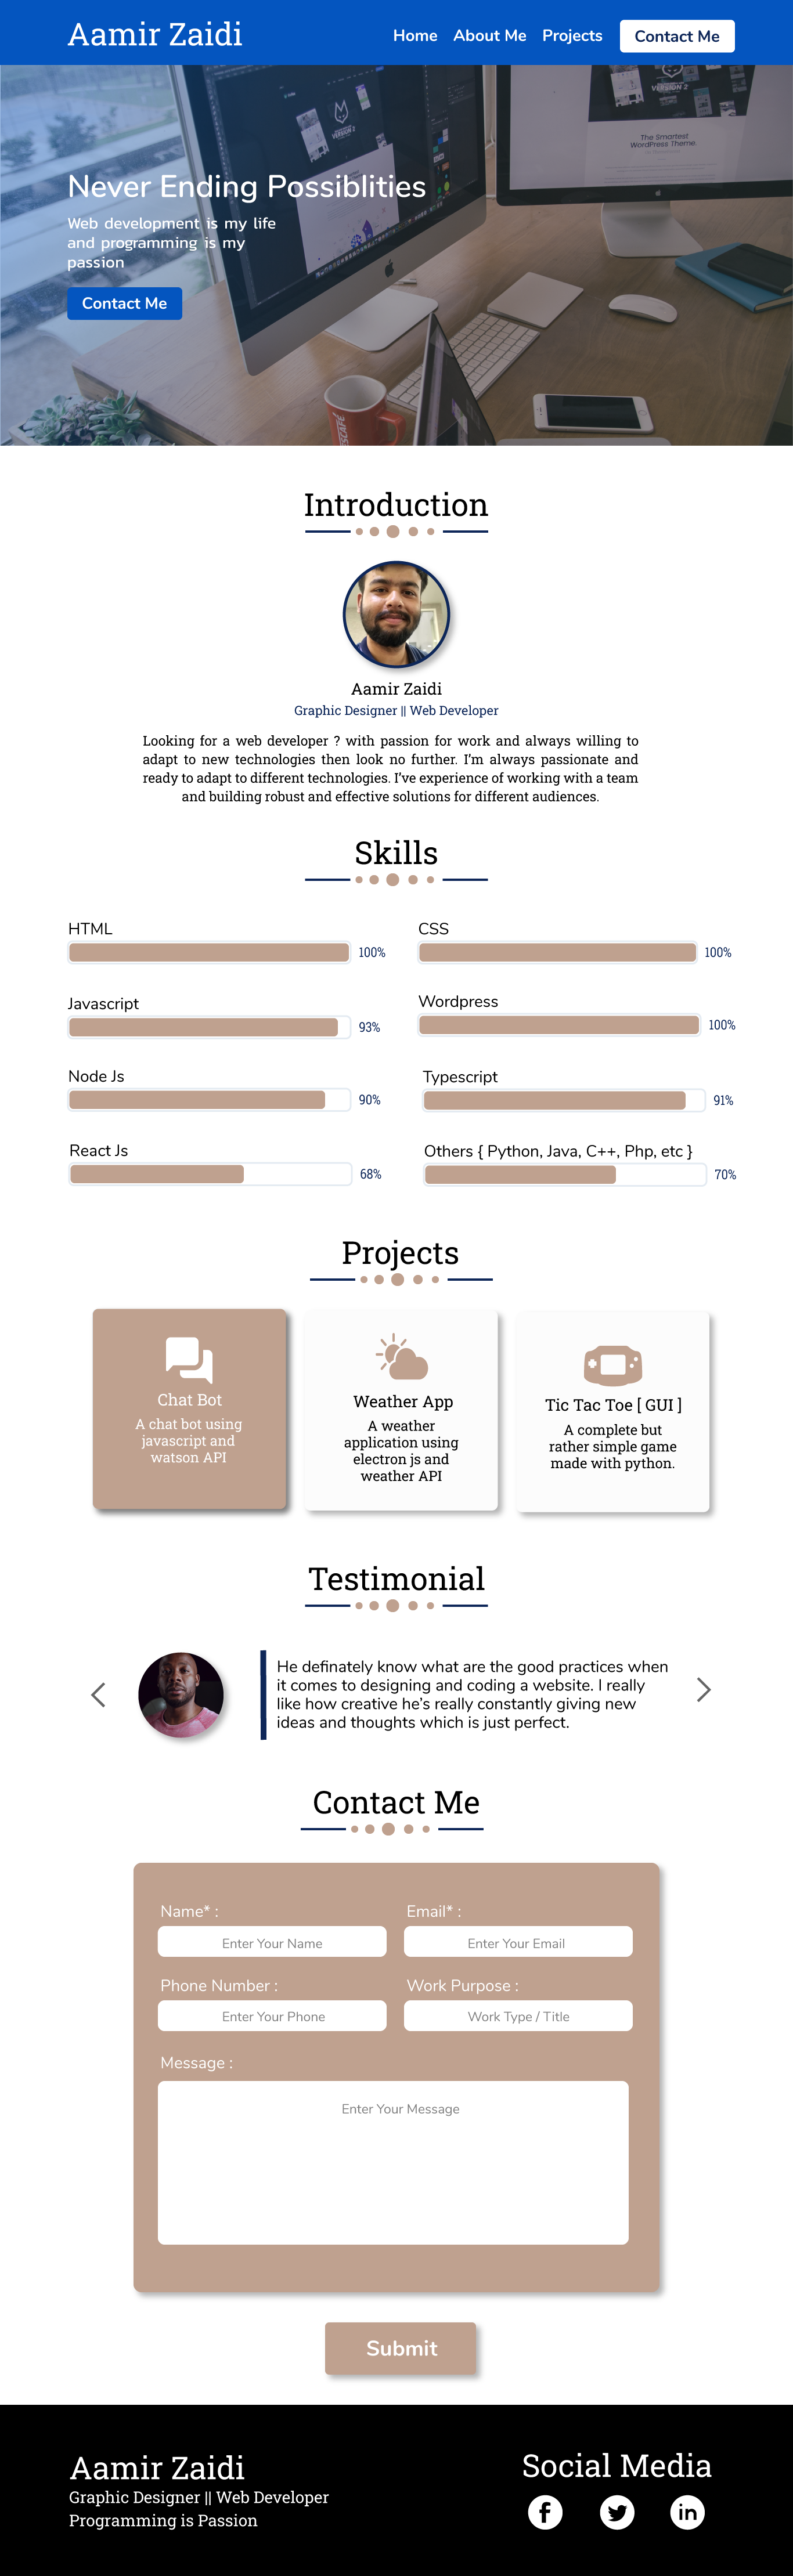 Aamir Zaidi
Home About Me Projects Contact Me
VERSION 2
VERSION 2
The Smartest
WordPress Theme.
Never Ending Possiblities
Web development is my life
and programming is my
passion
Contact Me
Introduction
Aamir Zaidi
Graphic Designer || Web Developer
Looking for a web developer ? with passion for work and always willing to
adapt to new technologies then look no further. I'm always passionate and
ready to adapt to different technologies. I've experience of working with a team
and building robust and effective solutions for different audiences.
Skills
HTML
100%
CSS
100%
Javascript
93%
Wordpress
100%
Node Js
90%
Typescript
91%
React Js
68%
Others { Python, Java, C++, Php, etc }
70%
Projects
Chat Bot
A chat bot using
javascript and
watson API
Weather App
A weather
application using
electron js and
weather API
Tic Tac Toe [ GUI ]
A complete but
rather simple game
made with python.
Testimonial
He definately know what are the good practices when
it comes to designing and coding a website. I really
like how creative he's really constantly giving new
ideas and thoughts which is just perfect.
Contact Me
Name* :
Enter Your Name
Email* :
Enter Your Email
Phone Number :
Enter Your Phone
Work Purpose :
Work Type / Title
Message :
Enter Your Message
Submit
Aamir Zaidi
Graphic Designer || Web Developer
Programming is Passion
Social Media